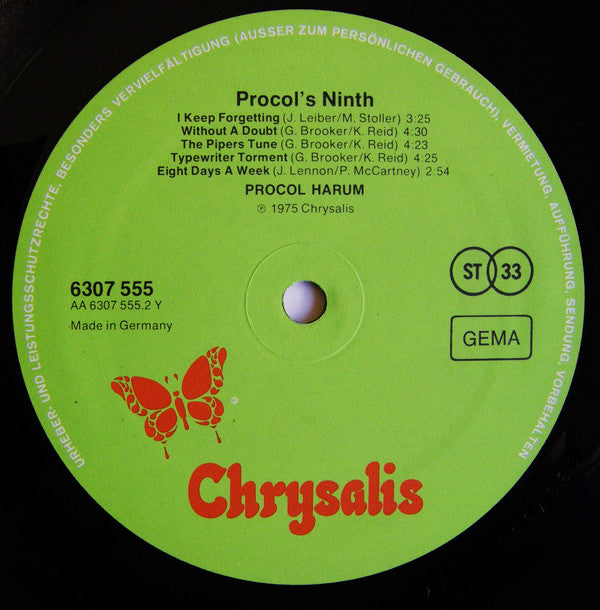 URHEBER- UND LEISTUNGSSCHUTZRECHTE, BESONDERS VERVIELFÄLTIGUNG (AUSSER ZUM PERSÖNLICHEN GEBRAUCH), VERMIETUNG, AUFFÜHRUNG, SENDUNG, VORBEHALTEN
Procol's Ninth
I Keep Forgetting (J. Leiber/M. Stoller) 3:25
Without A Doubt (G. Brooker/K. Reid) 4:30
The Pipers Tune (G. Brooker/K. Reid) 4:23
Typewriter Torment (G. Brooker/K. Reid) 4:25
Eight Days A Week (J. Lennon/P. McCartney) 2:54
PROCOL HARUM
℗ 1975 Chrysalis
6307 555
AA 6307 555.2 Y
Made in Germany
ST 33
GEMA
Chrysalis